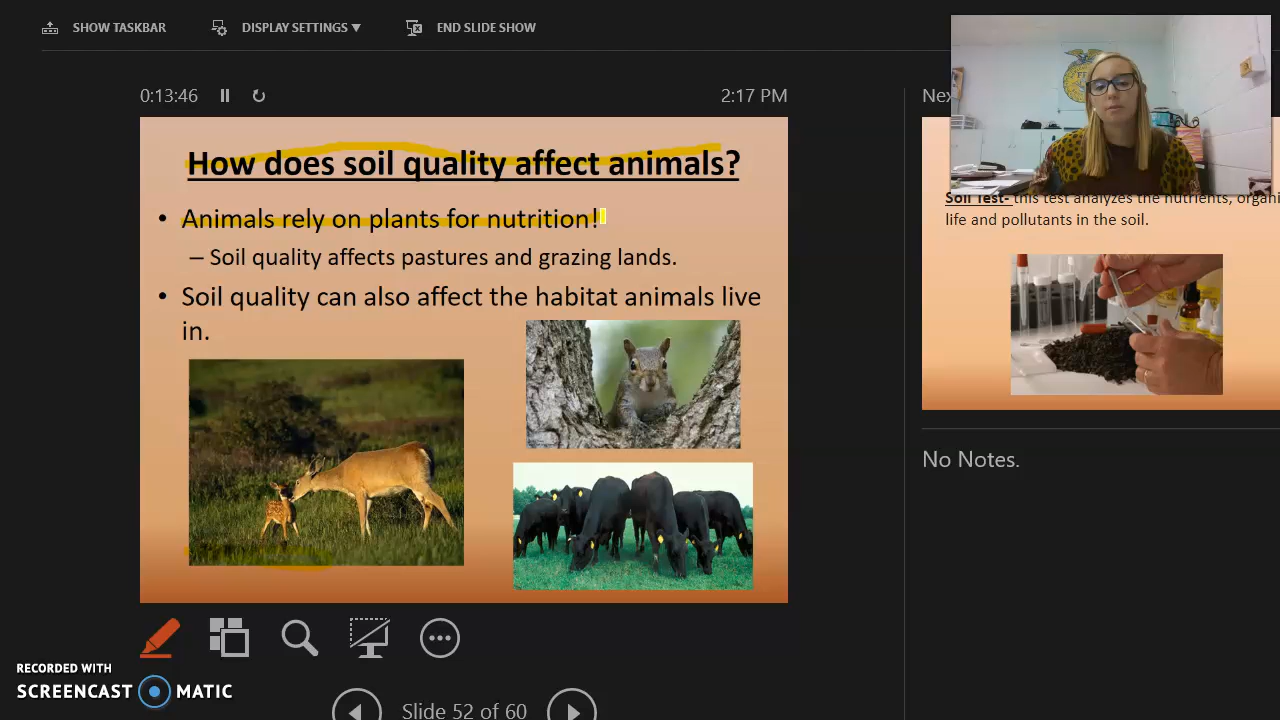 SHOW TASKBAR
DISPLAY SETTINGS ▼
END SLIDE SHOW
0:13:46
2:17 PM
How does soil quality affect animals?
• Animals rely on plants for nutrition!
– Soil quality affects pastures and grazing lands.
• Soil quality can also affect the habitat animals live
in.
Soil Test- this test analyzes the nutrients,
life and pollutants in the soil.
No Notes.
RECORDED WITH
SCREENCAST MATIC
Slide 52 of 60